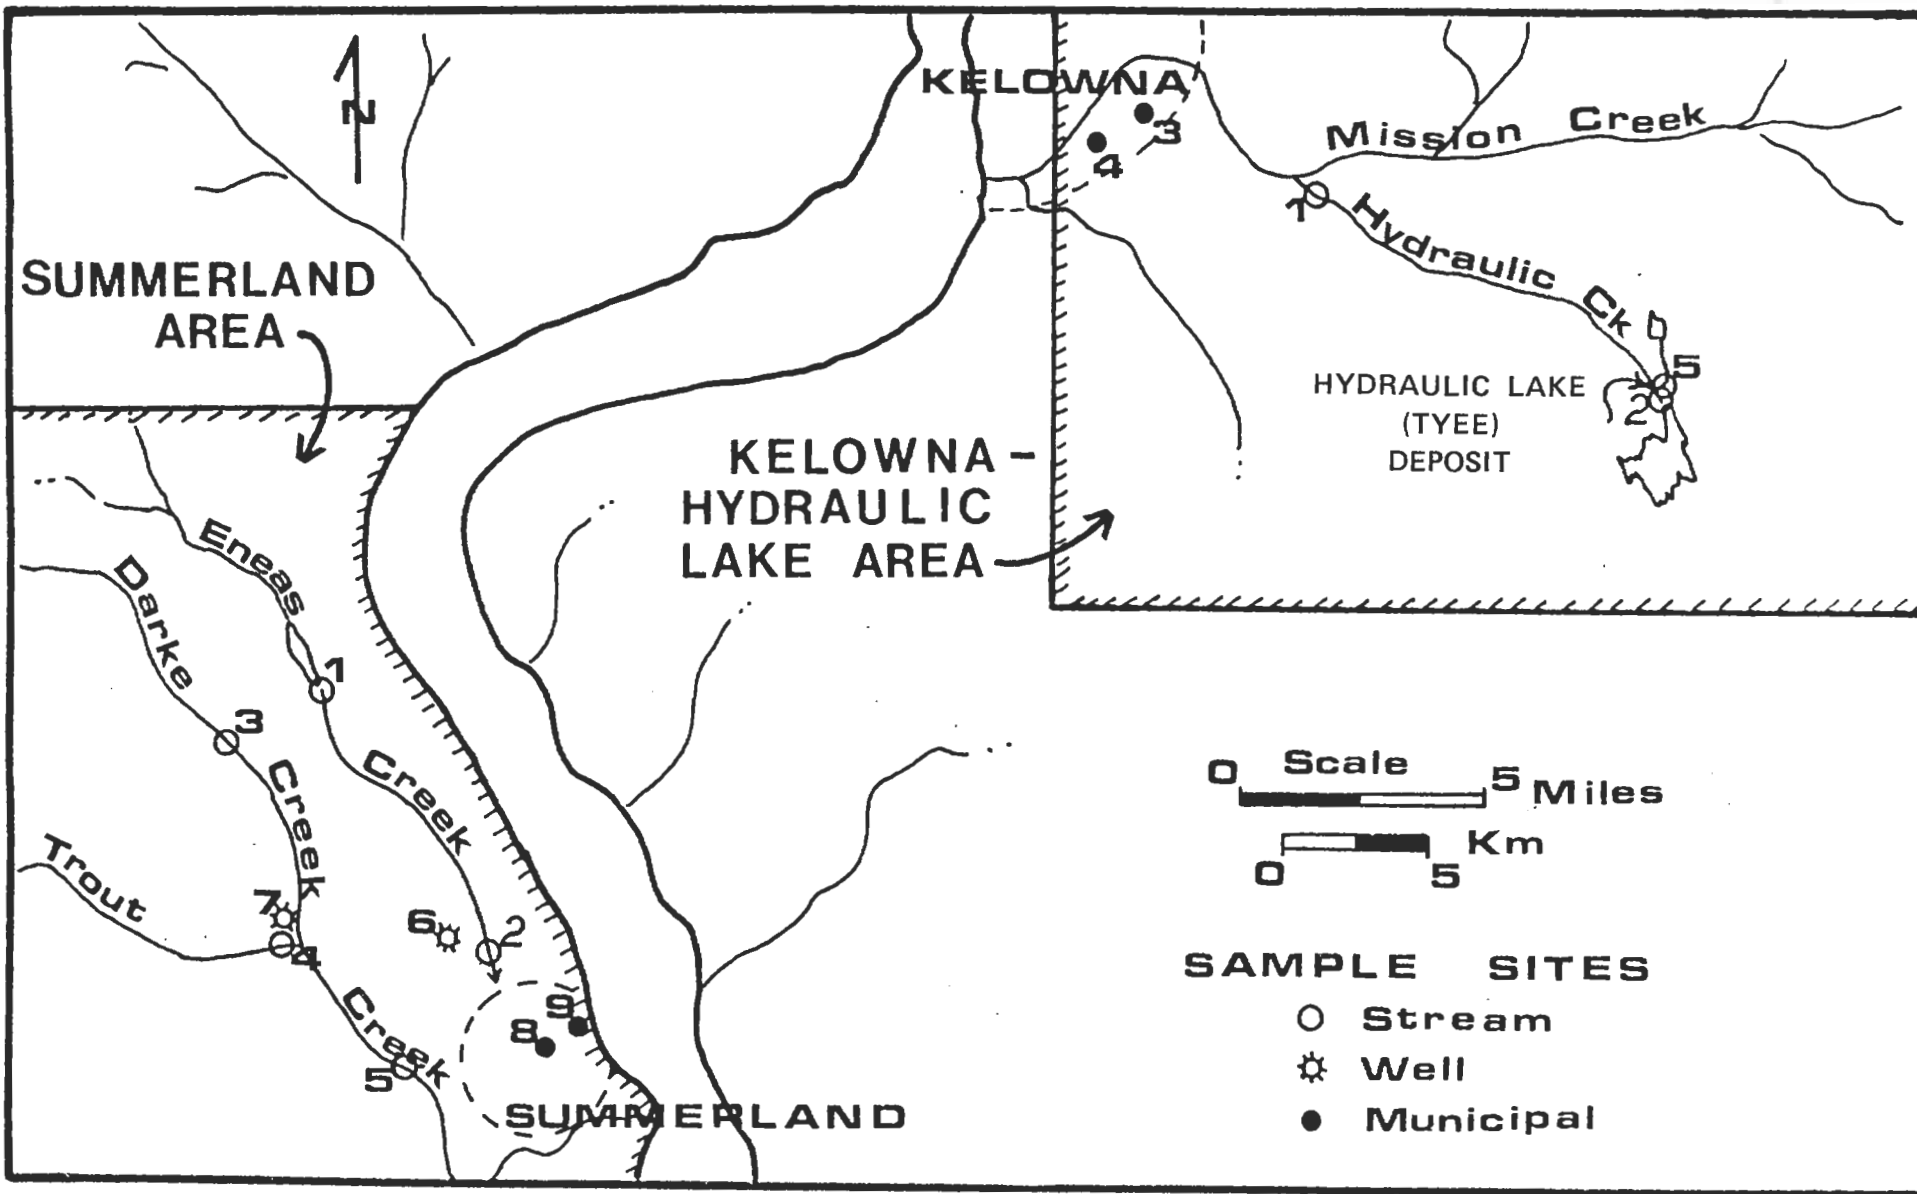 N
KELOWNA
3
4
Mission Creek
1
Hydraulic Ck
5
2
HYDRAULIC LAKE
(TYEE)
DEPOSIT
SUMMERLAND
AREA
KELOWNA-
HYDRAULIC
LAKE AREA
Eneas Creek
Darke Creek
Trout Creek
1
3
7
4
6
2
9
8
5
SUMMERLAND
Scale
0 5 Miles
Km
0 5
SAMPLE SITES
Stream
Well
Municipal